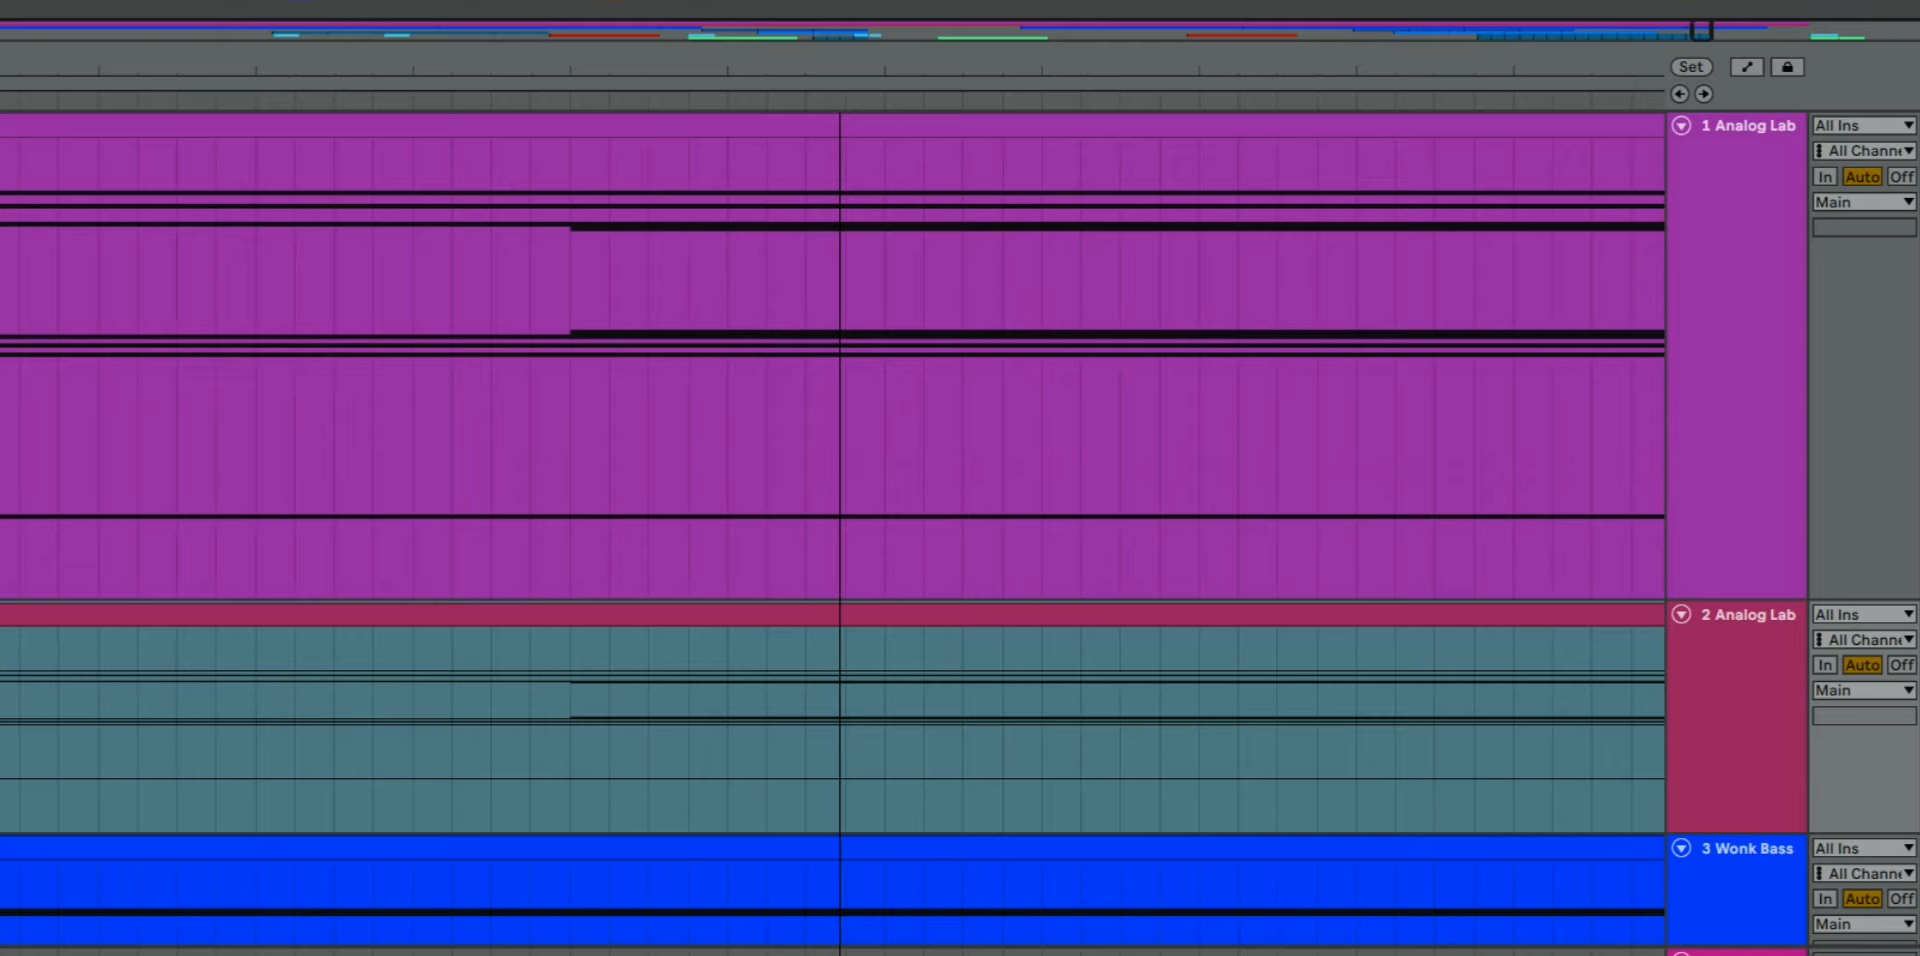 Set
1 Analog Lab
All Ins
All Channe
In Auto Off
Main
2 Analog Lab
All Ins
All Channe
In Auto Off
Main
3 Wonk Bass
All Ins
All Channe
In Auto Off
Main